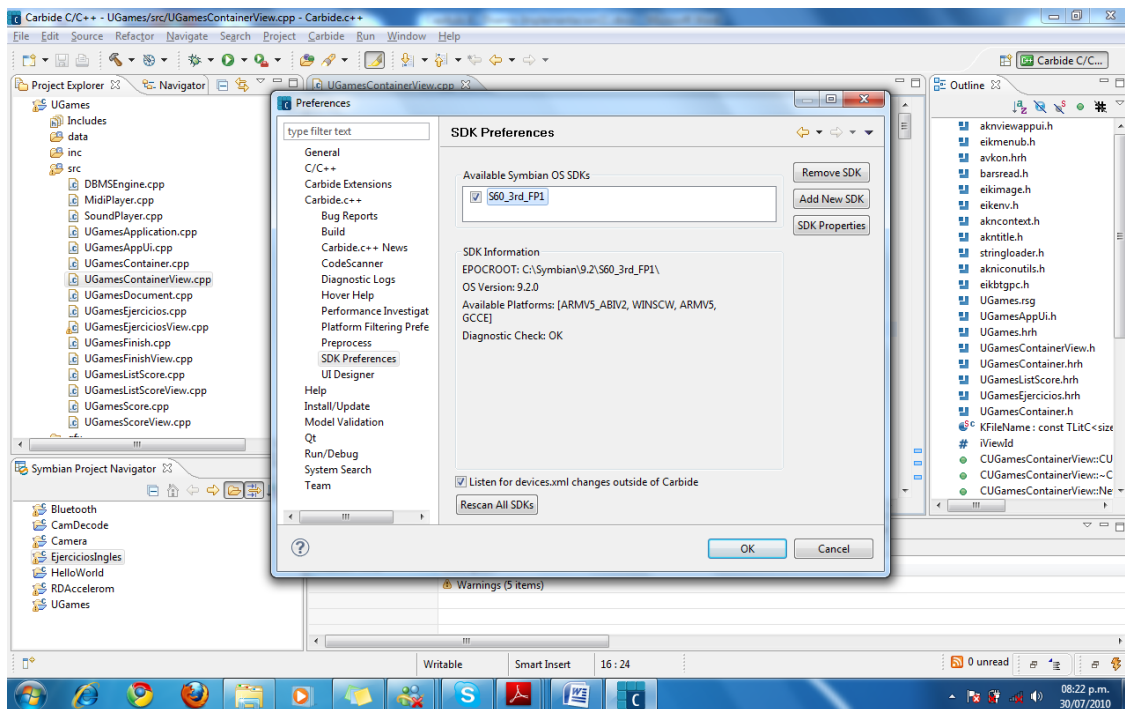 Carbide C/C++ - UGames/src/UGamesContainerView.cpp - Carbide.c++
File Edit Source Refactor Navigate Search Project Carbide Run Window Help
Carbide C/C...
Project Explorer
Navigator
UGames
Includes
data
inc
src
DBMSEngine.cpp
MidiPlayer.cpp
SoundPlayer.cpp
UGamesApplication.cpp
UGamesAppUi.cpp
UGamesContainer.cpp
UGamesContainerView.cpp
UGamesDocument.cpp
UGamesEjercicios.cpp
UGamesEjerciciosView.cpp
UGamesFinish.cpp
UGamesFinishView.cpp
UGamesListScore.cpp
UGamesListScoreView.cpp
UGamesScore.cpp
UGamesScoreView.cpp
Symbian Project Navigator
Bluetooth
CamDecode
Camera
EjerciciosIngles
HelloWorld
RDAccelerom
UGames
UGamesContainerView.cpp
Preferences
type filter text
General
C/C++
Carbide Extensions
Carbide.c++
Bug Reports
Build
Carbide.c++ News
CodeScanner
Diagnostic Logs
Hover Help
Performance Investigat
Platform Filtering Prefe
Preprocess
SDK Preferences
UI Designer
Help
Install/Update
Model Validation
Qt
Run/Debug
System Search
Team
SDK Preferences
Available Symbian OS SDKs
S60_3rd_FP1
Remove SDK
Add New SDK
SDK Properties
SDK Information
EPOCROOT: C:\Symbian\9.2\S60_3rd_FP1\
OS Version: 9.2.0
Available Platforms: [ARMV5_ABIV2, WINSCW, ARMV5,
GCCE]
Diagnostic Check: OK
Listen for devices.xml changes outside of Carbide
Rescan All SDKs
OK
Cancel
Warnings (5 items)
Outline
aknviewappui.h
eikmenub.h
avkon.hrh
barsread.h
eikimage.h
eikenv.h
akncontext.h
akntitle.h
stringloader.h
akniconutils.h
eikbtgpc.h
UGames.rsg
UGamesAppUi.h
UGames.hrh
UGamesContainerView.h
UGamesContainer.hrh
UGamesListScore.hrh
UGamesEjercicios.hrh
UGamesContainer.h
KFileName : const TLitC<size
iViewId
CUGamesContainerView::CU
CUGamesContainerView::~C
CUGamesContainerView::Ne
Writable
Smart Insert
16 : 24
0 unread
08:22 p.m.
30/07/2010